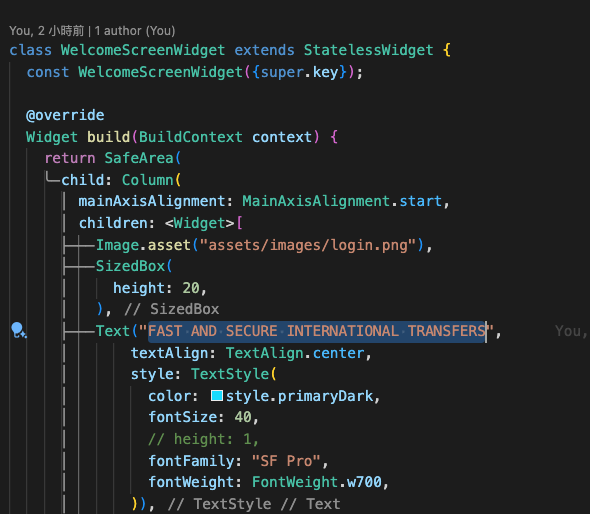 You, 2 小時前 | 1 author (You)
class WelcomeScreenWidget extends StatelessWidget {
const WelcomeScreenWidget({super.key});
@override
Widget build(BuildContext context) {
return SafeArea(
child: Column(
mainAxisAlignment: MainAxisAlignment.start,
children: <Widget>[
Image.asset("assets/images/login.png"),
SizedBox(
height: 20,
), // SizedBox
Text("FAST AND SECURE INTERNATIONAL TRANSFERS", You,
textAlign: TextAlign.center,
style: TextStyle(
color: style.primaryDark,
fontSize: 40,
// height: 1,
fontFamily: "SF Pro",
fontWeight: FontWeight.w700,
)), // TextStyle // Text